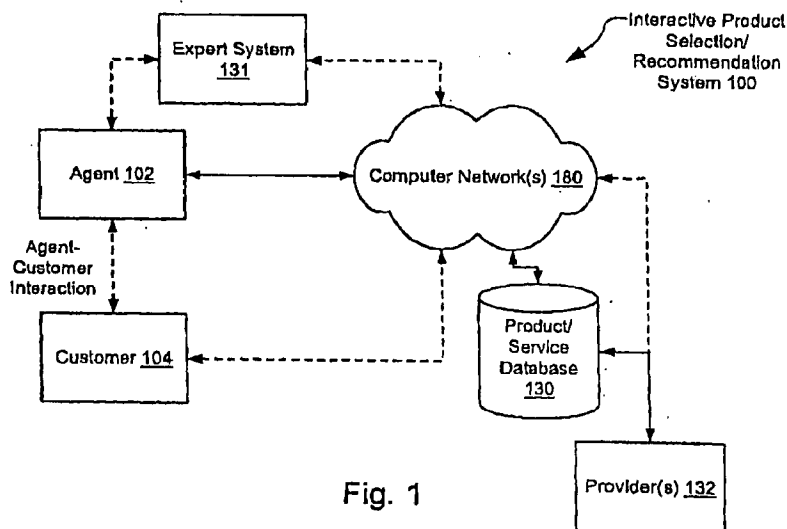 Interactive Product
Selection/
Recommendation
System 100
Expert System
131
Agent 102
Computer Network(s) 180
Agent-
Customer
Interaction
Customer 104
Product/
Service
Database
130
Provider(s) 132
Fig. 1